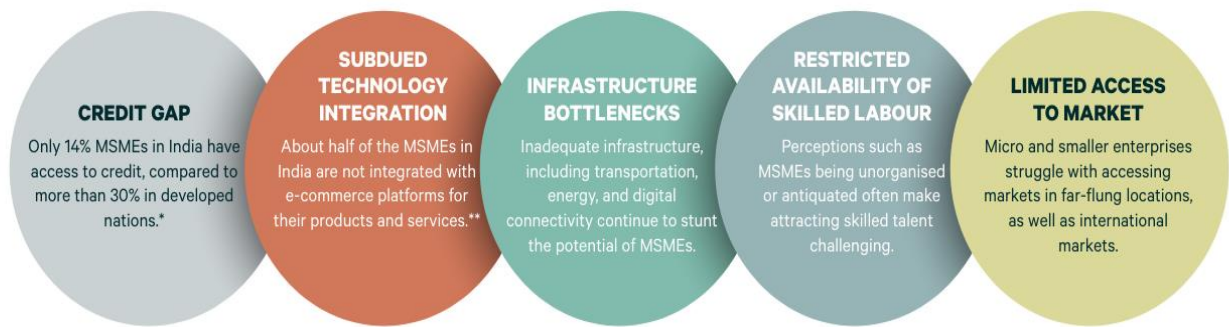 CREDIT GAP
Only 14% MSMEs in India have
access to credit, compared to
more than 30% in developed
nations.*
SUBDUED
TECHNOLOGY
INTEGRATION
About half of the MSMEs in
India are not integrated with
e-commerce platforms for
their products and services.**
INFRASTRUCTURE
BOTTLENECKS
Inadequate infrastructure,
including transportation,
energy, and digital
connectivity continue to stunt
the potential of MSMEs.
RESTRICTED
AVAILABILITY OF
SKILLED LABOUR
Perceptions such as
MSMEs being unorganised
or antiquated often make
attracting skilled talent
challenging.
LIMITED ACCESS
TO MARKET
Micro and smaller enterprises
struggle with accessing
markets in far-flung locations,
as well as international
markets.